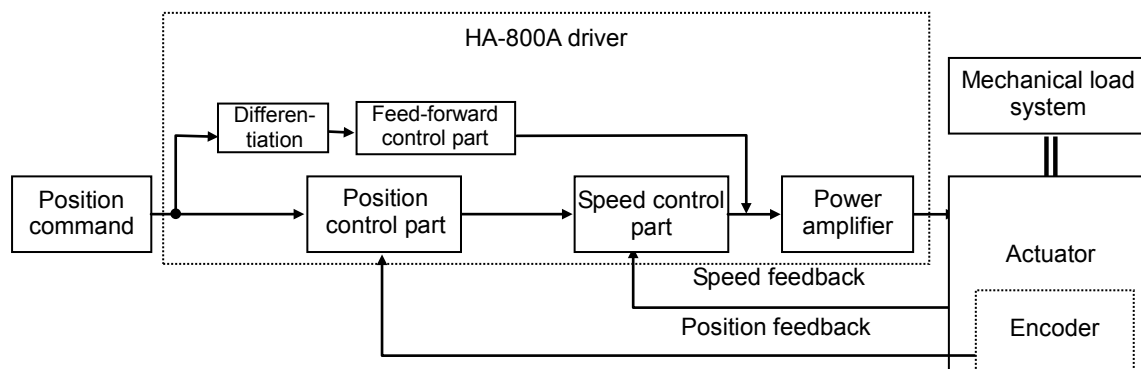 HA-800A driver
Mechanical load
system
Differen-
tiation
Feed-forward
control part
Position
command
Position
control part
Speed control
part
Power
amplifier
Actuator
Speed feedback
Position feedback
Encoder